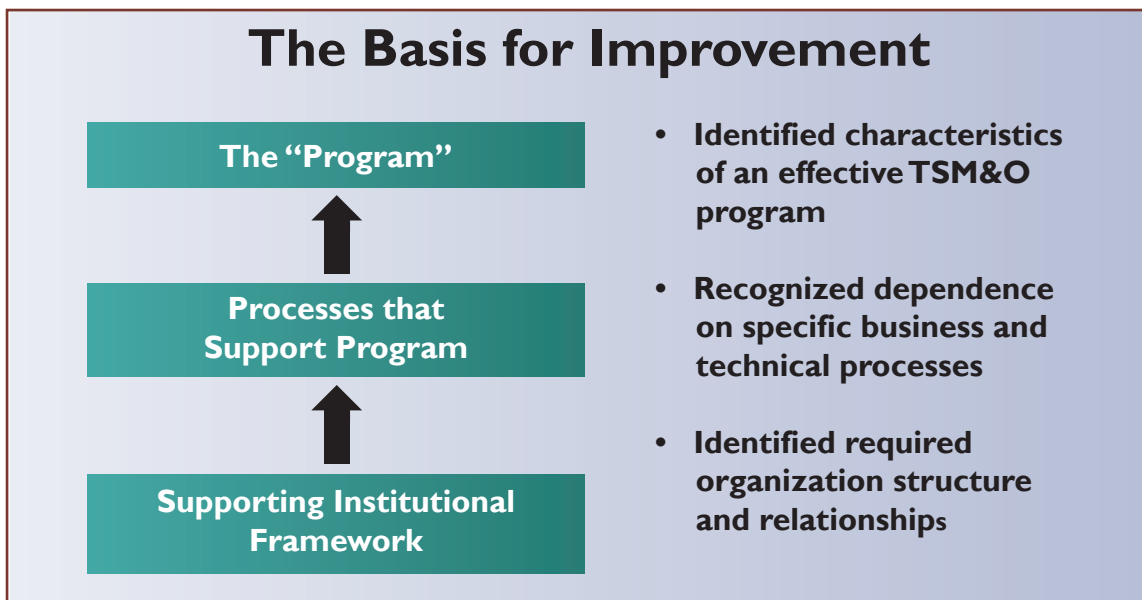 The Basis for Improvement
The “Program”
Processes that
Support Program
Supporting Institutional
Framework
• Identified characteristics
of an effective TSM&O
program
• Recognized dependence
on specific business and
technical processes
• Identified required
organization structure
and relationships